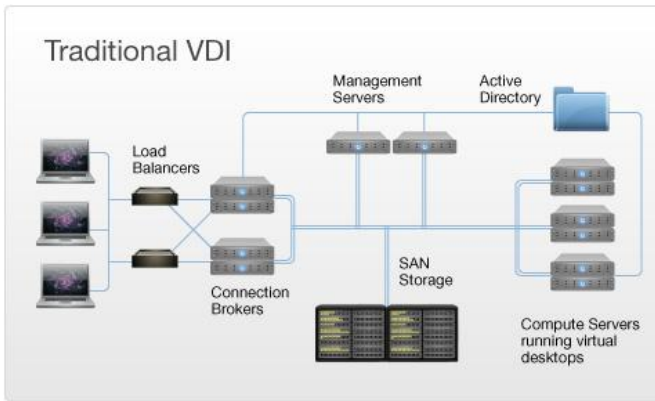 Traditional VDI
Management
Servers
Active
Directory
Load
Balancers
Connection
Brokers
SAN
Storage
Compute Servers
running virtual
desktops